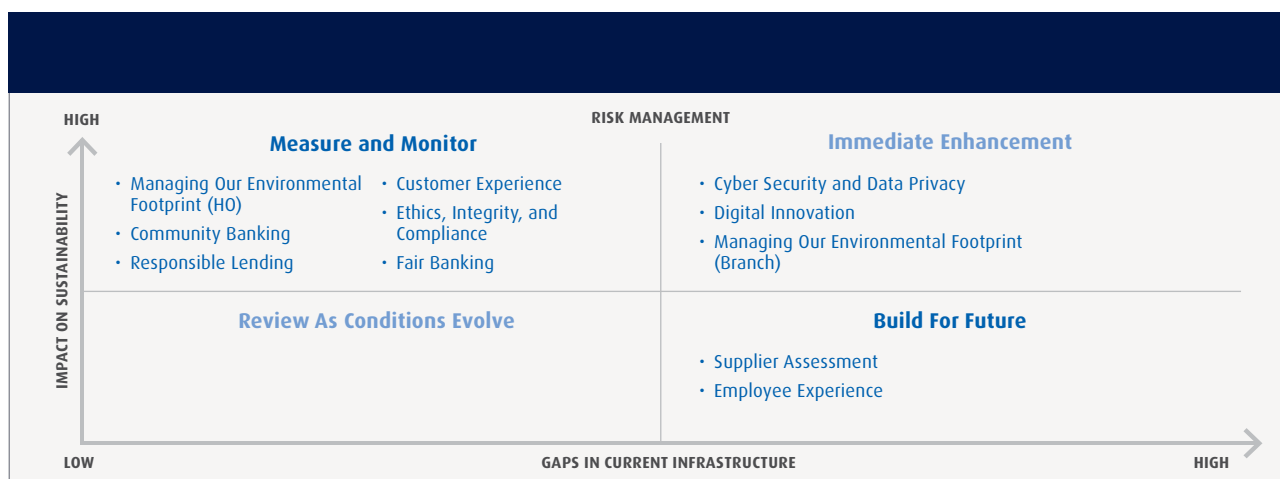 HIGH
RISK MANAGEMENT
Measure and Monitor
• Managing Our Environmental
Footprint (HO)
• Community Banking
• Responsible Lending
• Customer Experience
• Ethics, Integrity, and
Compliance
• Fair Banking
Immediate Enhancement
• Cyber Security and Data Privacy
• Digital Innovation
• Managing Our Environmental Footprint
(Branch)
IMPACT ON SUSTAINABILITY
Review As Conditions Evolve
Build For Future
• Supplier Assessment
• Employee Experience
LOW
GAPS IN CURRENT INFRASTRUCTURE
HIGH